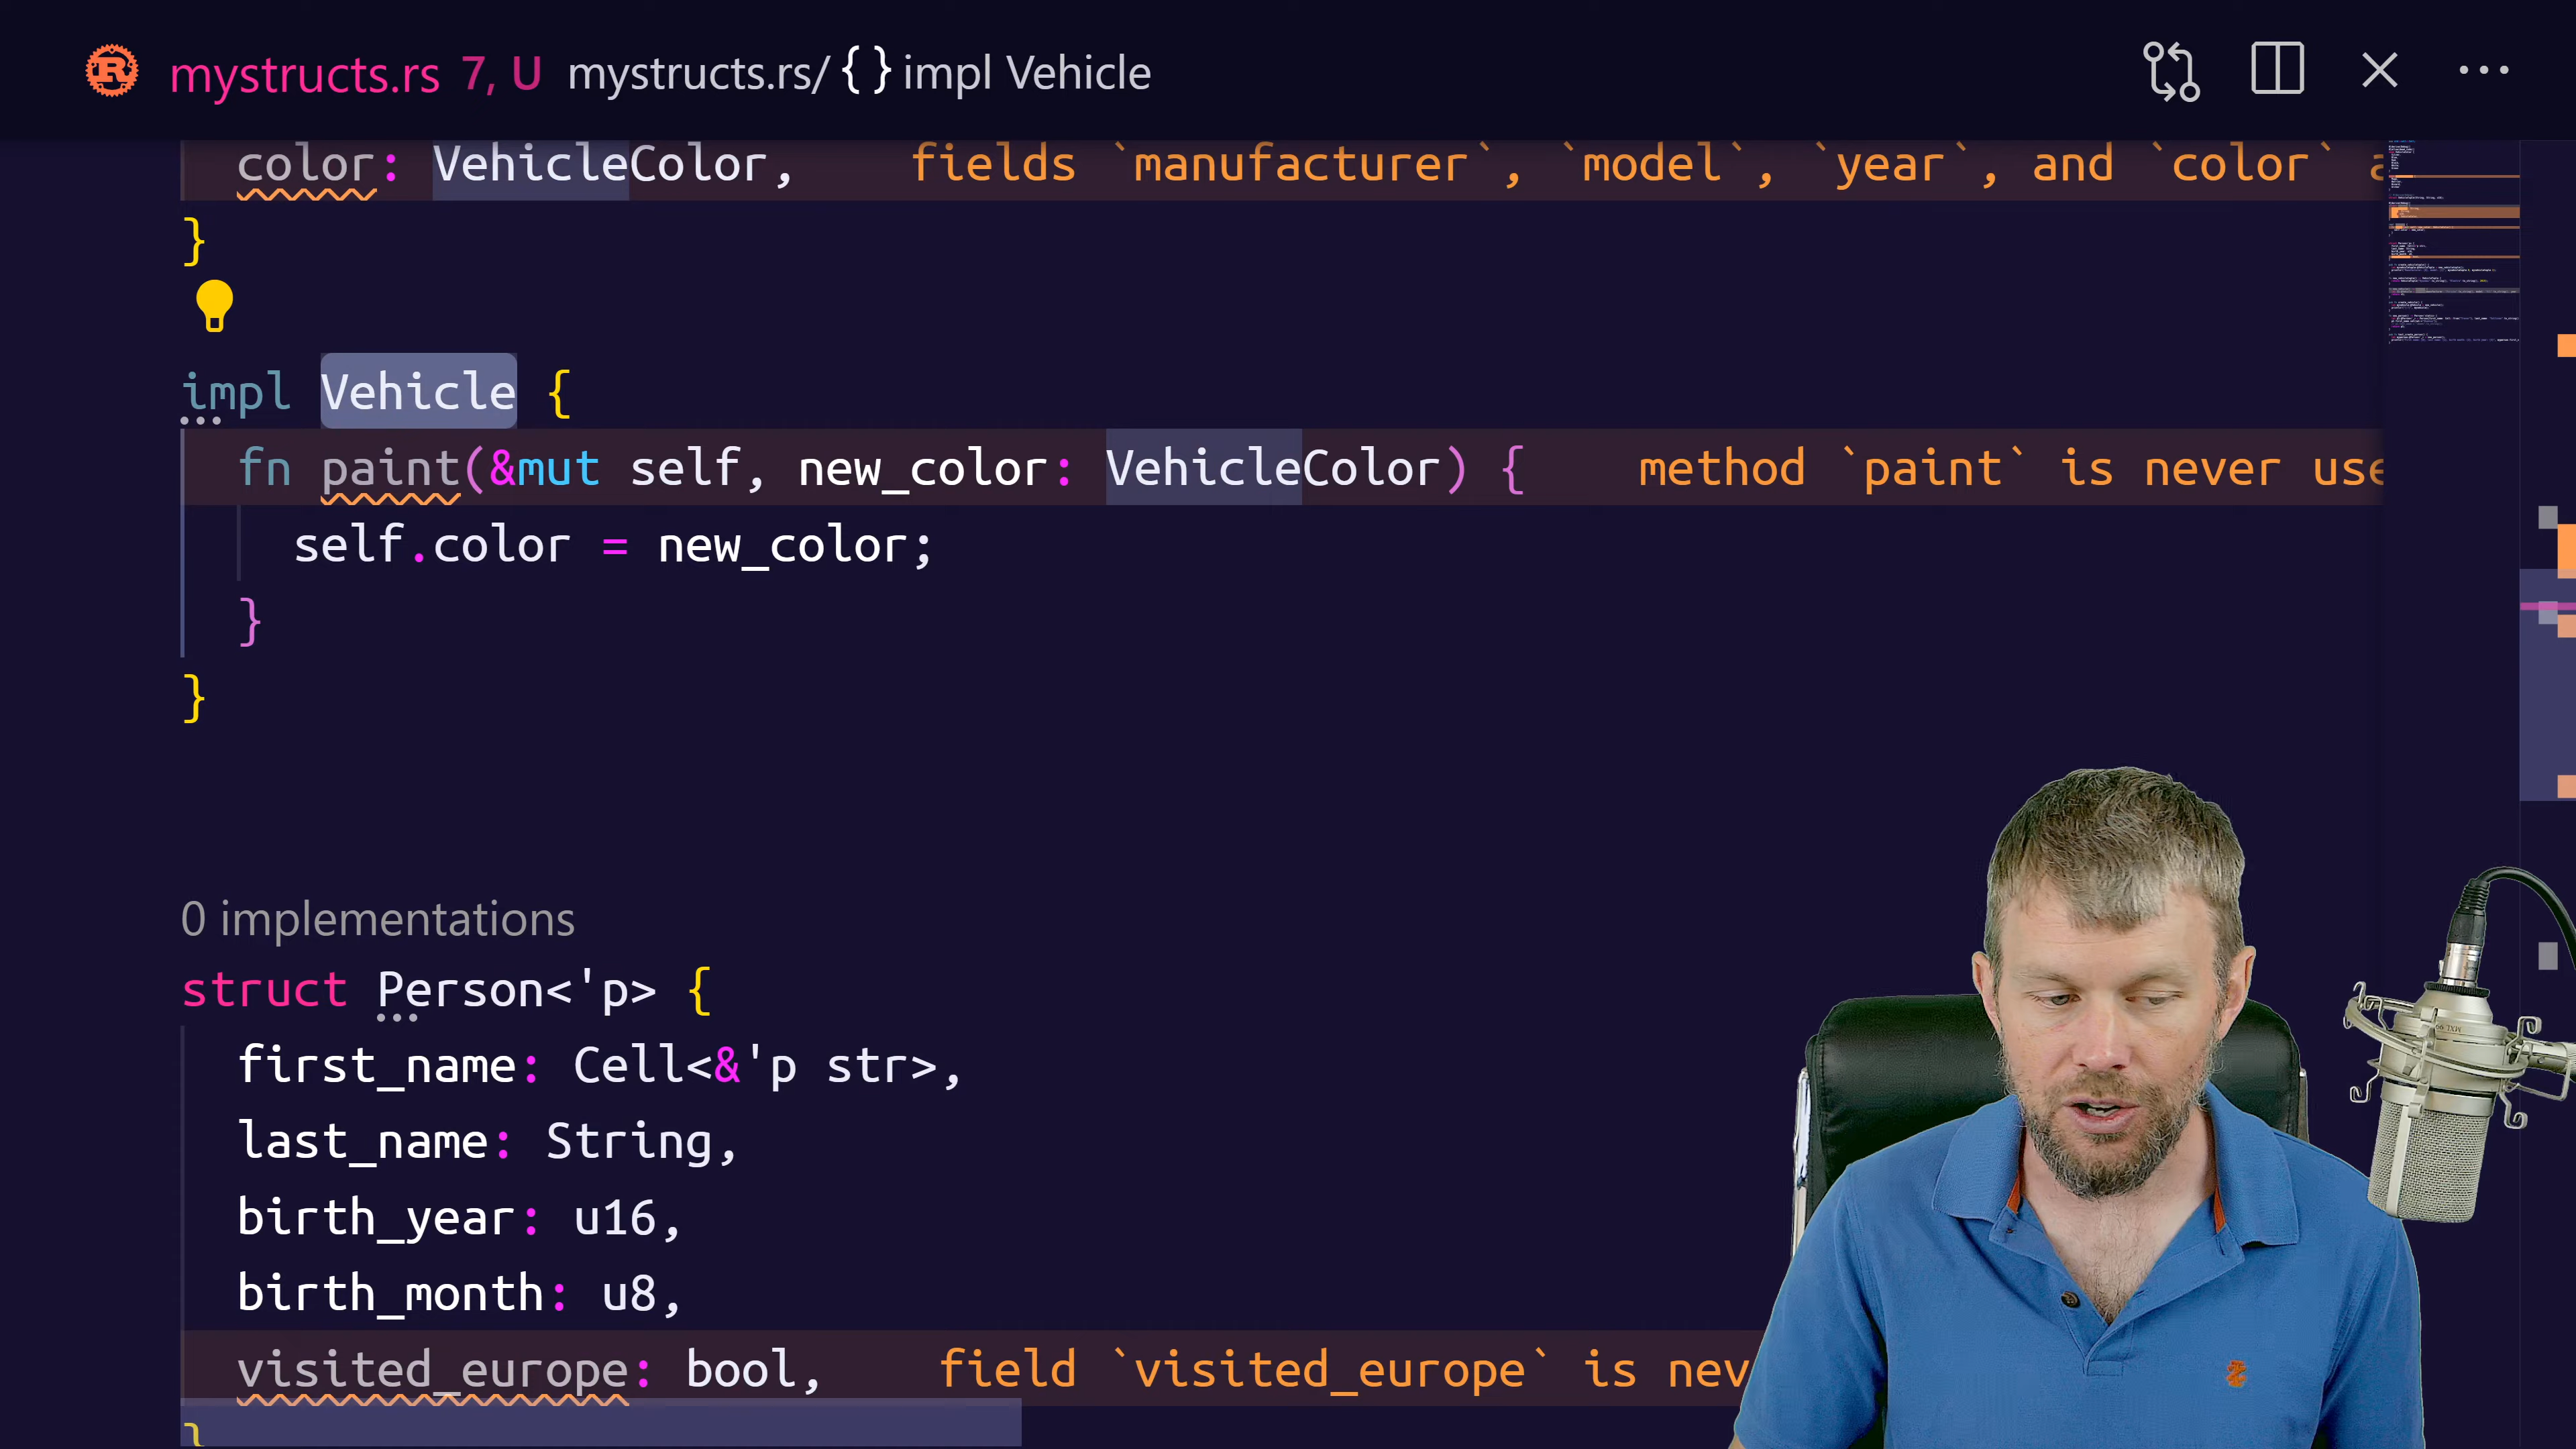 mystructs.rs 7, U mystructs.rs/{} impl Vehicle
color: VehicleColor, fields `manufacturer`, `model`, `year`, and `color` a
}
impl Vehicle {
fn paint(&mut self, new_color: VehicleColor) { method `paint` is never use
self.color = new_color;
}
}
0 implementations
struct Person<'p> {
first_name: Cell<&'p str>,
last_name: String,
birth_year: u16,
birth_month: u8,
visited_europe: bool, field `visited_europe` is nev
}